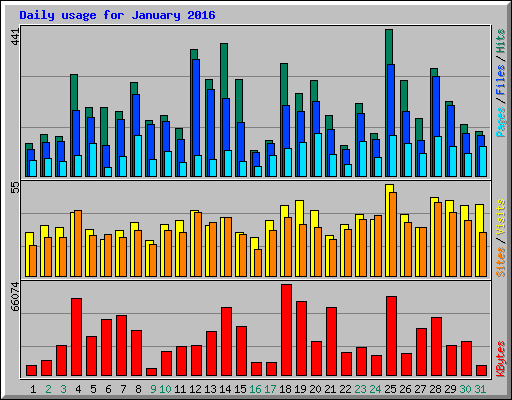 Daily usage for January 2016
441
Pages / Files / Hits
55
Sites / Visits
66074
KBytes
1 2 3 4 5 6 7 8 9 10 11 12 13 14 15 16 17 18 19 20 21 22 23 24 25 26 27 28 29 30 31